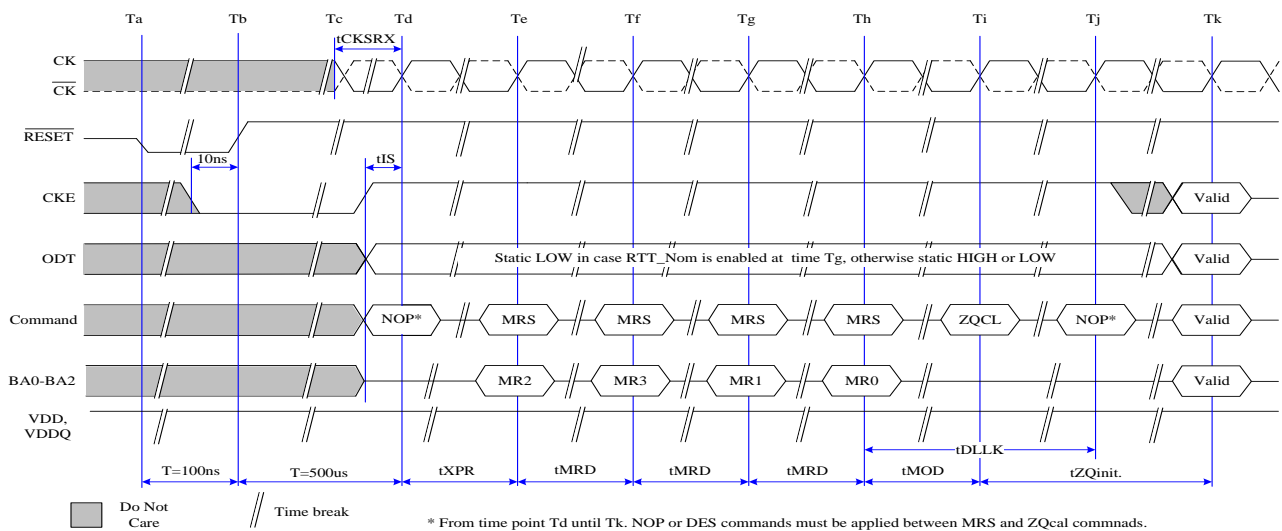 Ta Tb Tc Td Te Tf Tg Th Ti Tj Tk
tCKSRX
CK
CK
RESET
10ns
tIS
CKE
Valid
ODT
Static LOW in case RTT_Nom is enabled at time Tg, otherwise static HIGH or LOW
Valid
Command
NOP* MRS MRS MRS MRS ZQCL NOP* Valid
BA0-BA2
MR2 MR3 MR1 MR0 Valid
VDD,
VDDQ
tDLLK
T=100ns T=500us tXPR tMRD tMRD tMRD tMOD tZQinit.
Do Not
Care
Time break
* From time point Td until Tk. NOP or DES commands must be applied between MRS and ZQcal commnads.